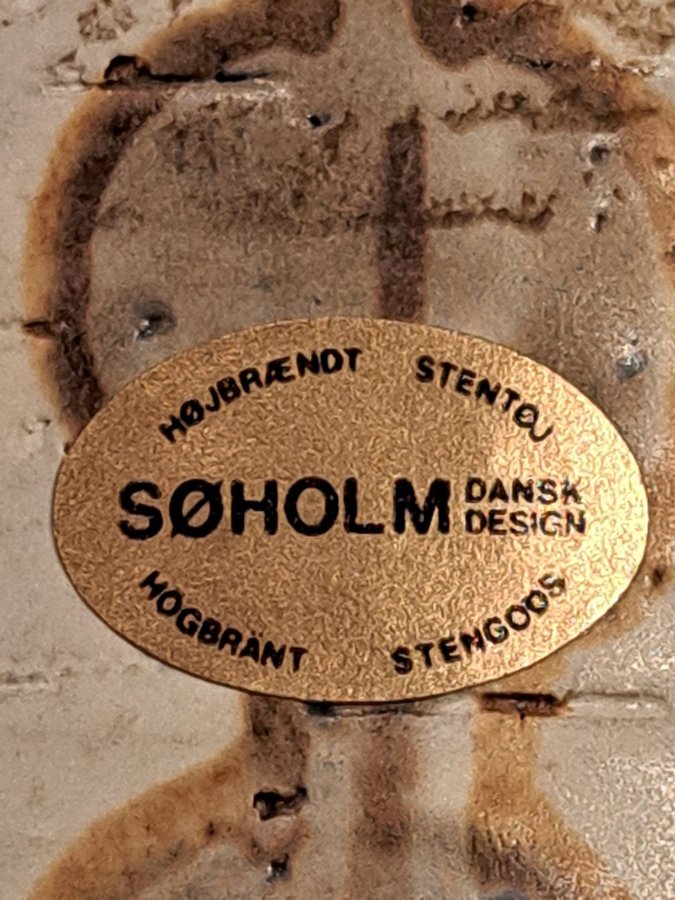 HØJBRÆNDT STENTØJ
SØHOLM DANSK
DESIGN
HÖGBRÄNT STENGODS